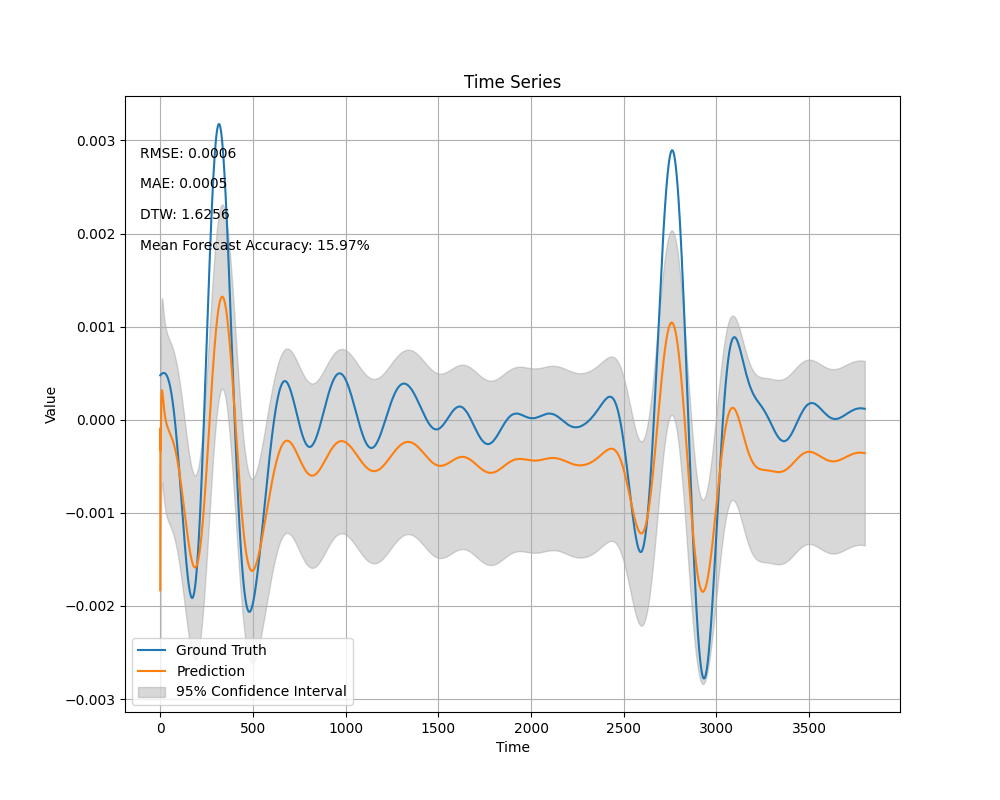 Time Series
RMSE: 0.0006
MAE: 0.0005
DTW: 1.6256
Mean Forecast Accuracy: 15.97%
0.003
0.002
0.001
0.000
−0.001
−0.002
−0.003
Value
Ground Truth
Prediction
95% Confidence Interval
0 500 1000 1500 2000 2500 3000 3500
Time